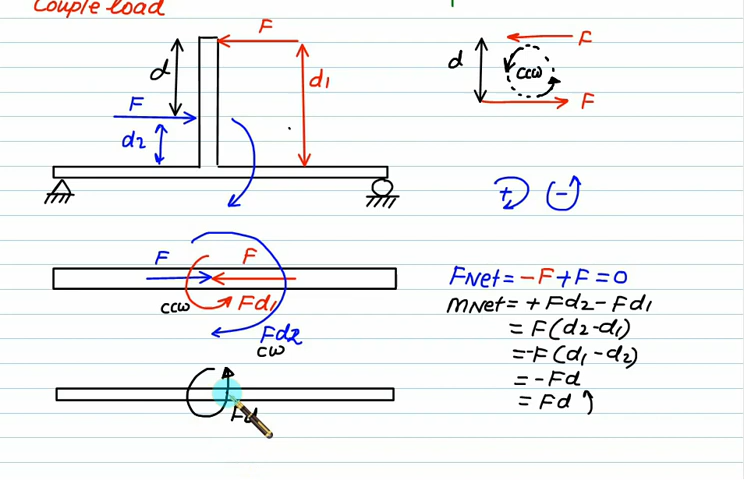 Couple load
F
d
d1
F
d2
F
d
ccw
F
+ -
F
F
ccw
Fd1
Fd2
cw
Fd
FNet = -F+F = 0
MNet = +Fd2 - Fd1
= F(d2-d1)
= -F(d1-d2)
= -Fd
= Fd